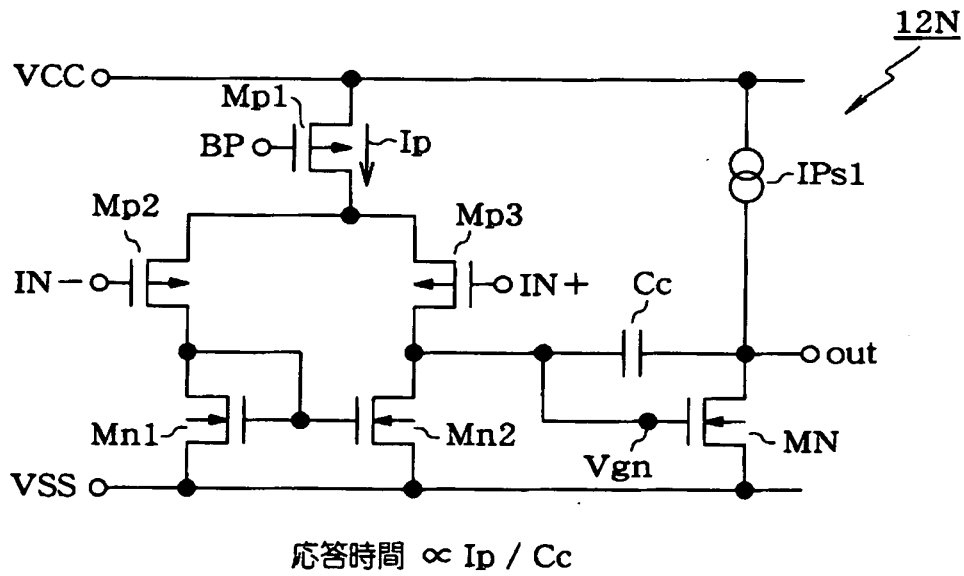 12N
VCC
Mp1
BP
Ip
IPs1
Mp2
Mp3
IN−
IN+
Cc
out
Mn1
Mn2
Vgn
MN
VSS
応答時間 ∝ Ip / Cc